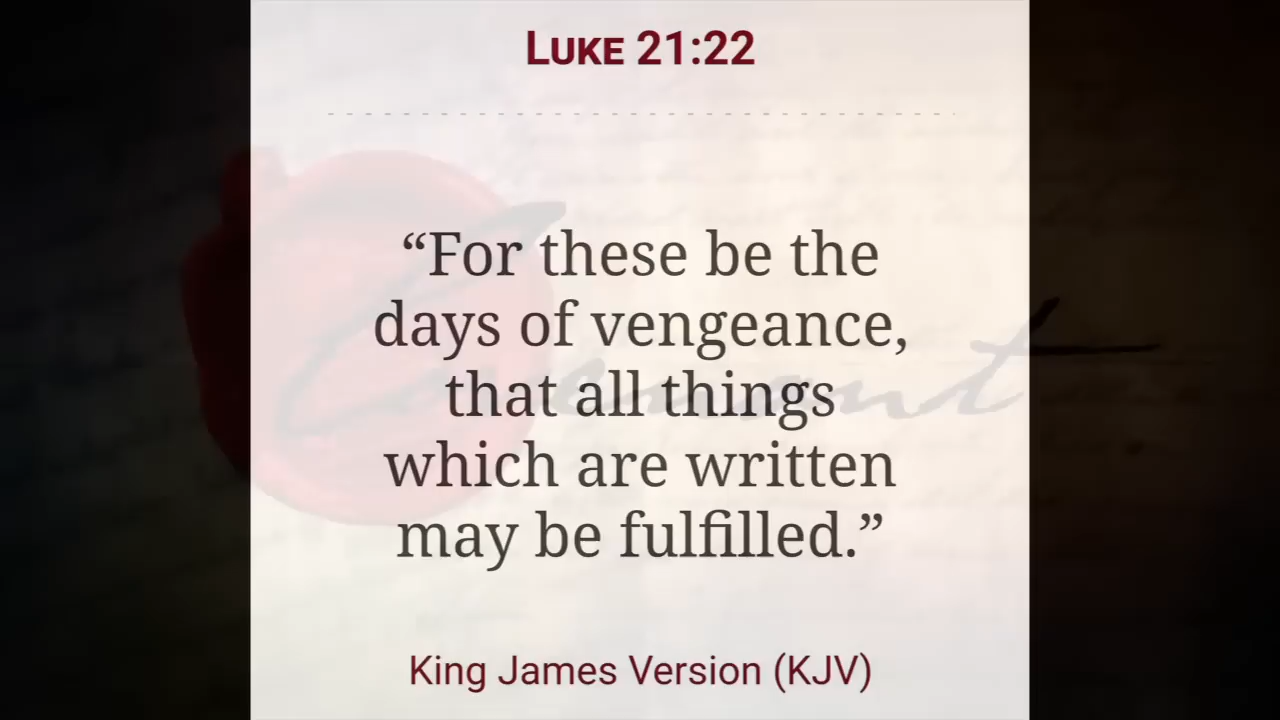 LUKE 21:22
“For these be the
days of vengeance,
that all things
which are written
may be fulfilled.”
King James Version (KJV)